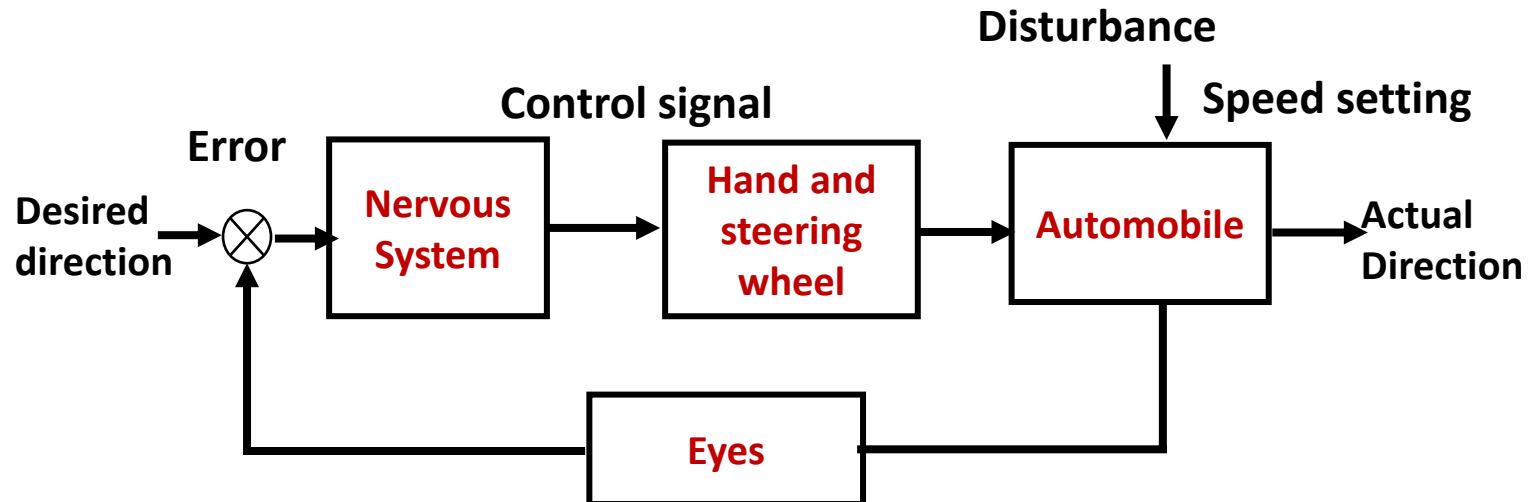 Disturbance
Control signal
Speed setting
Error
Desired
direction
Nervous
System
Hand and
steering
wheel
Automobile
Actual
Direction
Eyes